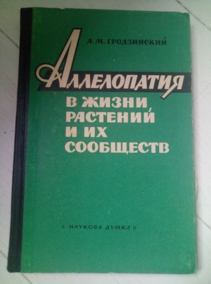 А. М. ГРОДЗИНСКИЙ
АЛЛЕЛОПАТИЯ
В ЖИЗНИ
РАСТЕНИЙ
И ИХ
СООБЩЕСТВ
«НАУКОВА ДУМКА»